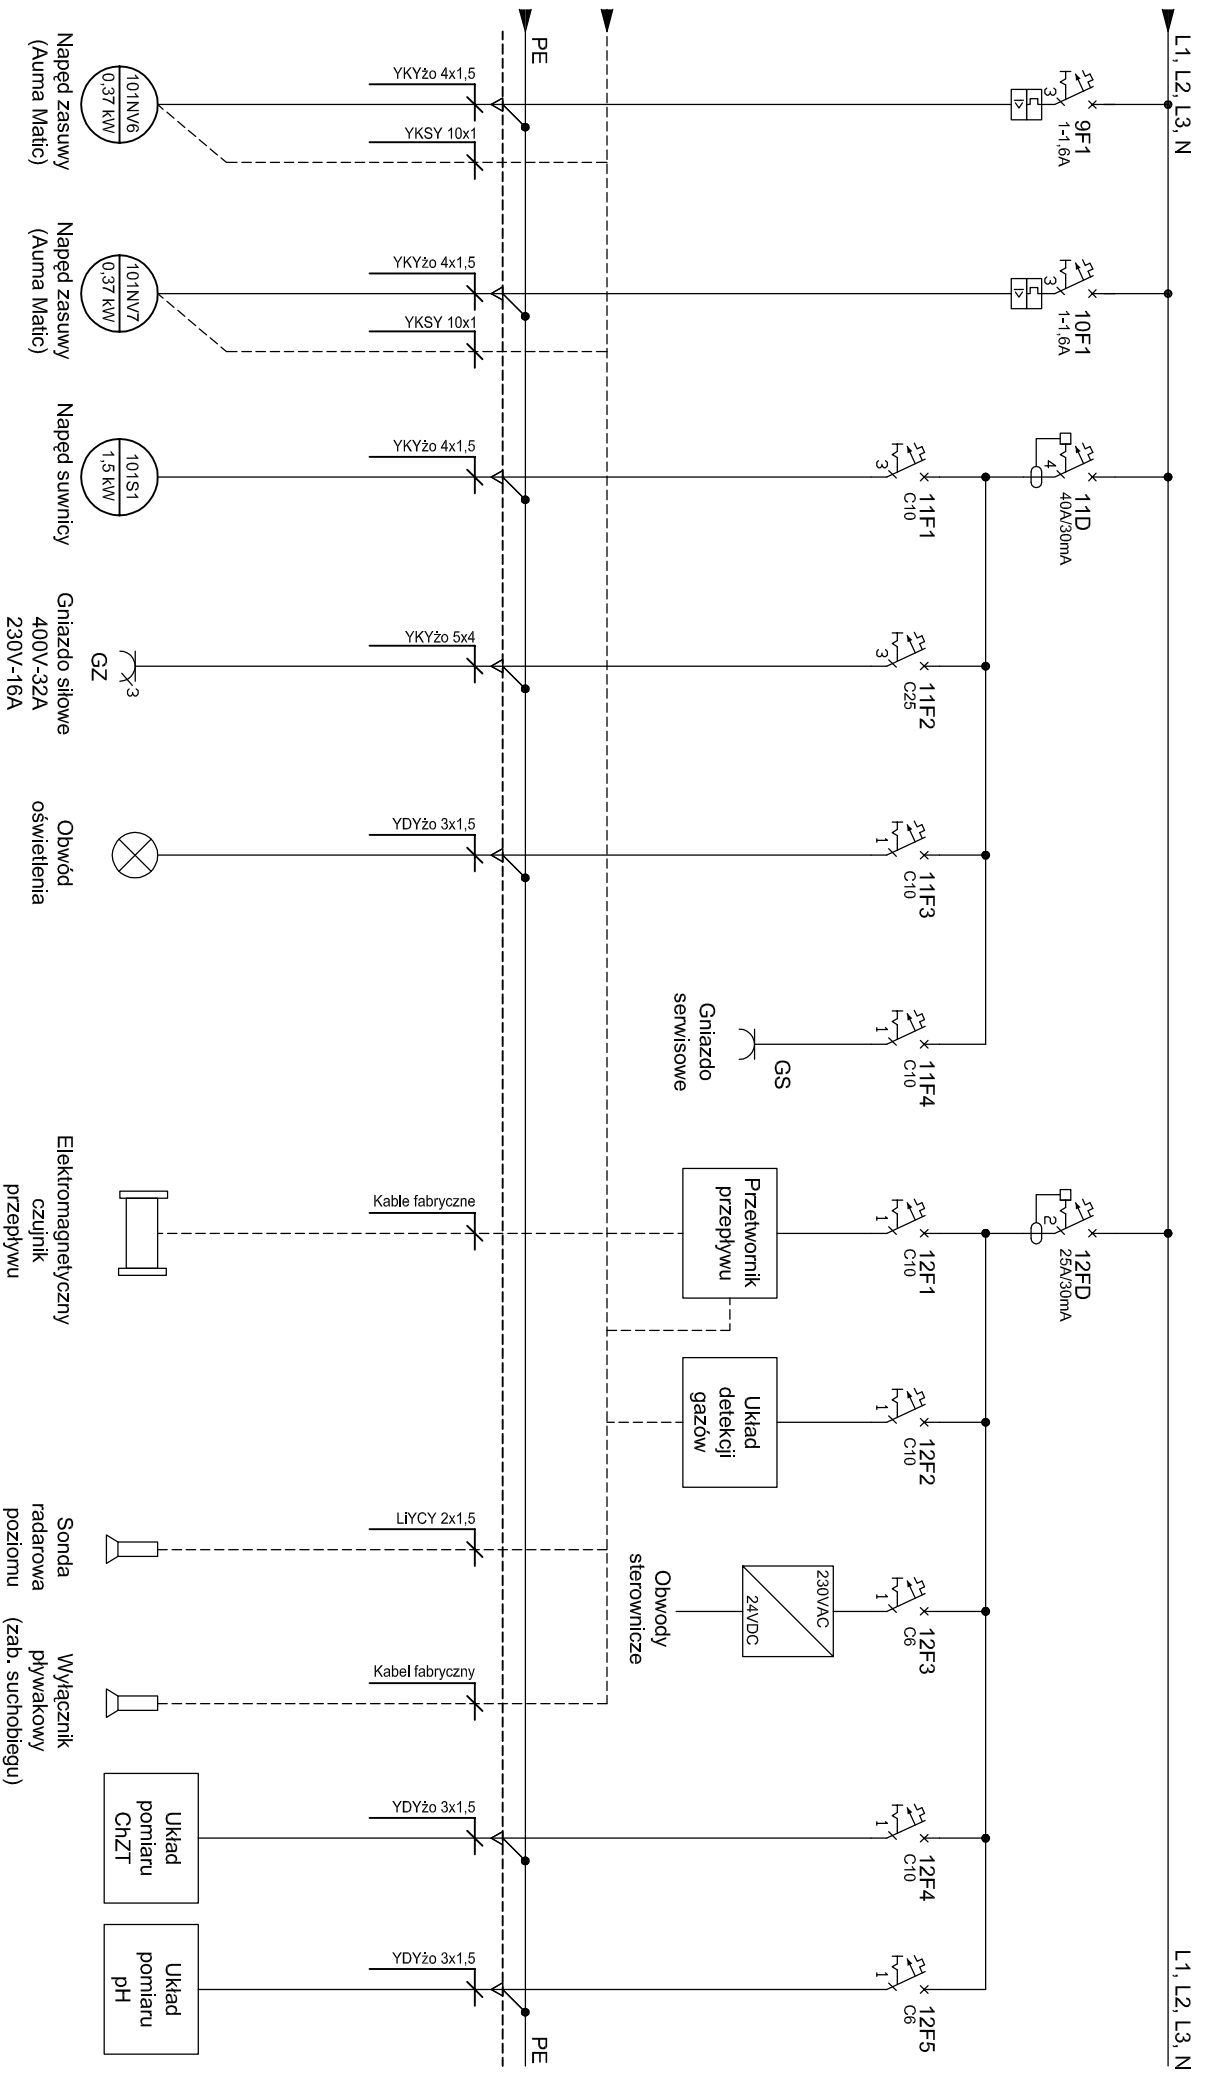 L1, L2, L3, N
L1, L2, L3, N
9F1
1-1,6A
3
10F1
1-1,6A
3
11D
40A/30mA
4
12FD
25A/30mA
2
11F1
C10
3
11F2
C25
3
11F3
C10
1
11F4
C10
1
12F1
C10
1
12F2
C10
1
12F3
C6
1
12F4
C10
1
12F5
C6
1
GS
Gniazdo
serwisowe
Przetwornik
przepływu
Układ
detekcji
gazów
230VAC
24VDC
Obwody
sterownicze
PE
PE
YKYżo 4x1,5
YKSY 10x1
YKYżo 4x1,5
YKSY 10x1
YKYżo 4x1,5
YKYżo 5x4
YDYżo 3x1,5
Kable fabryczne
LiYCY 2x1,5
Kabel fabryczny
YDYżo 3x1,5
YDYżo 3x1,5
101NV6
0,37 kW
Napęd zasuwy
(Auma Matic)
101NV7
0,37 kW
Napęd zasuwy
(Auma Matic)
101S1
1,5 kW
Napęd suwnicy
3
GZ
Gniazdo siłowe
400V-32A
230V-16A
Obwód
oświetlenia
Elektromagnetyczny
czujnik
przepływu
Sonda
radarowa
poziomu
Wyłącznik
pływakowy
(zab. suchobiegu)
Układ
pomiaru
ChZT
Układ
pomiaru
pH